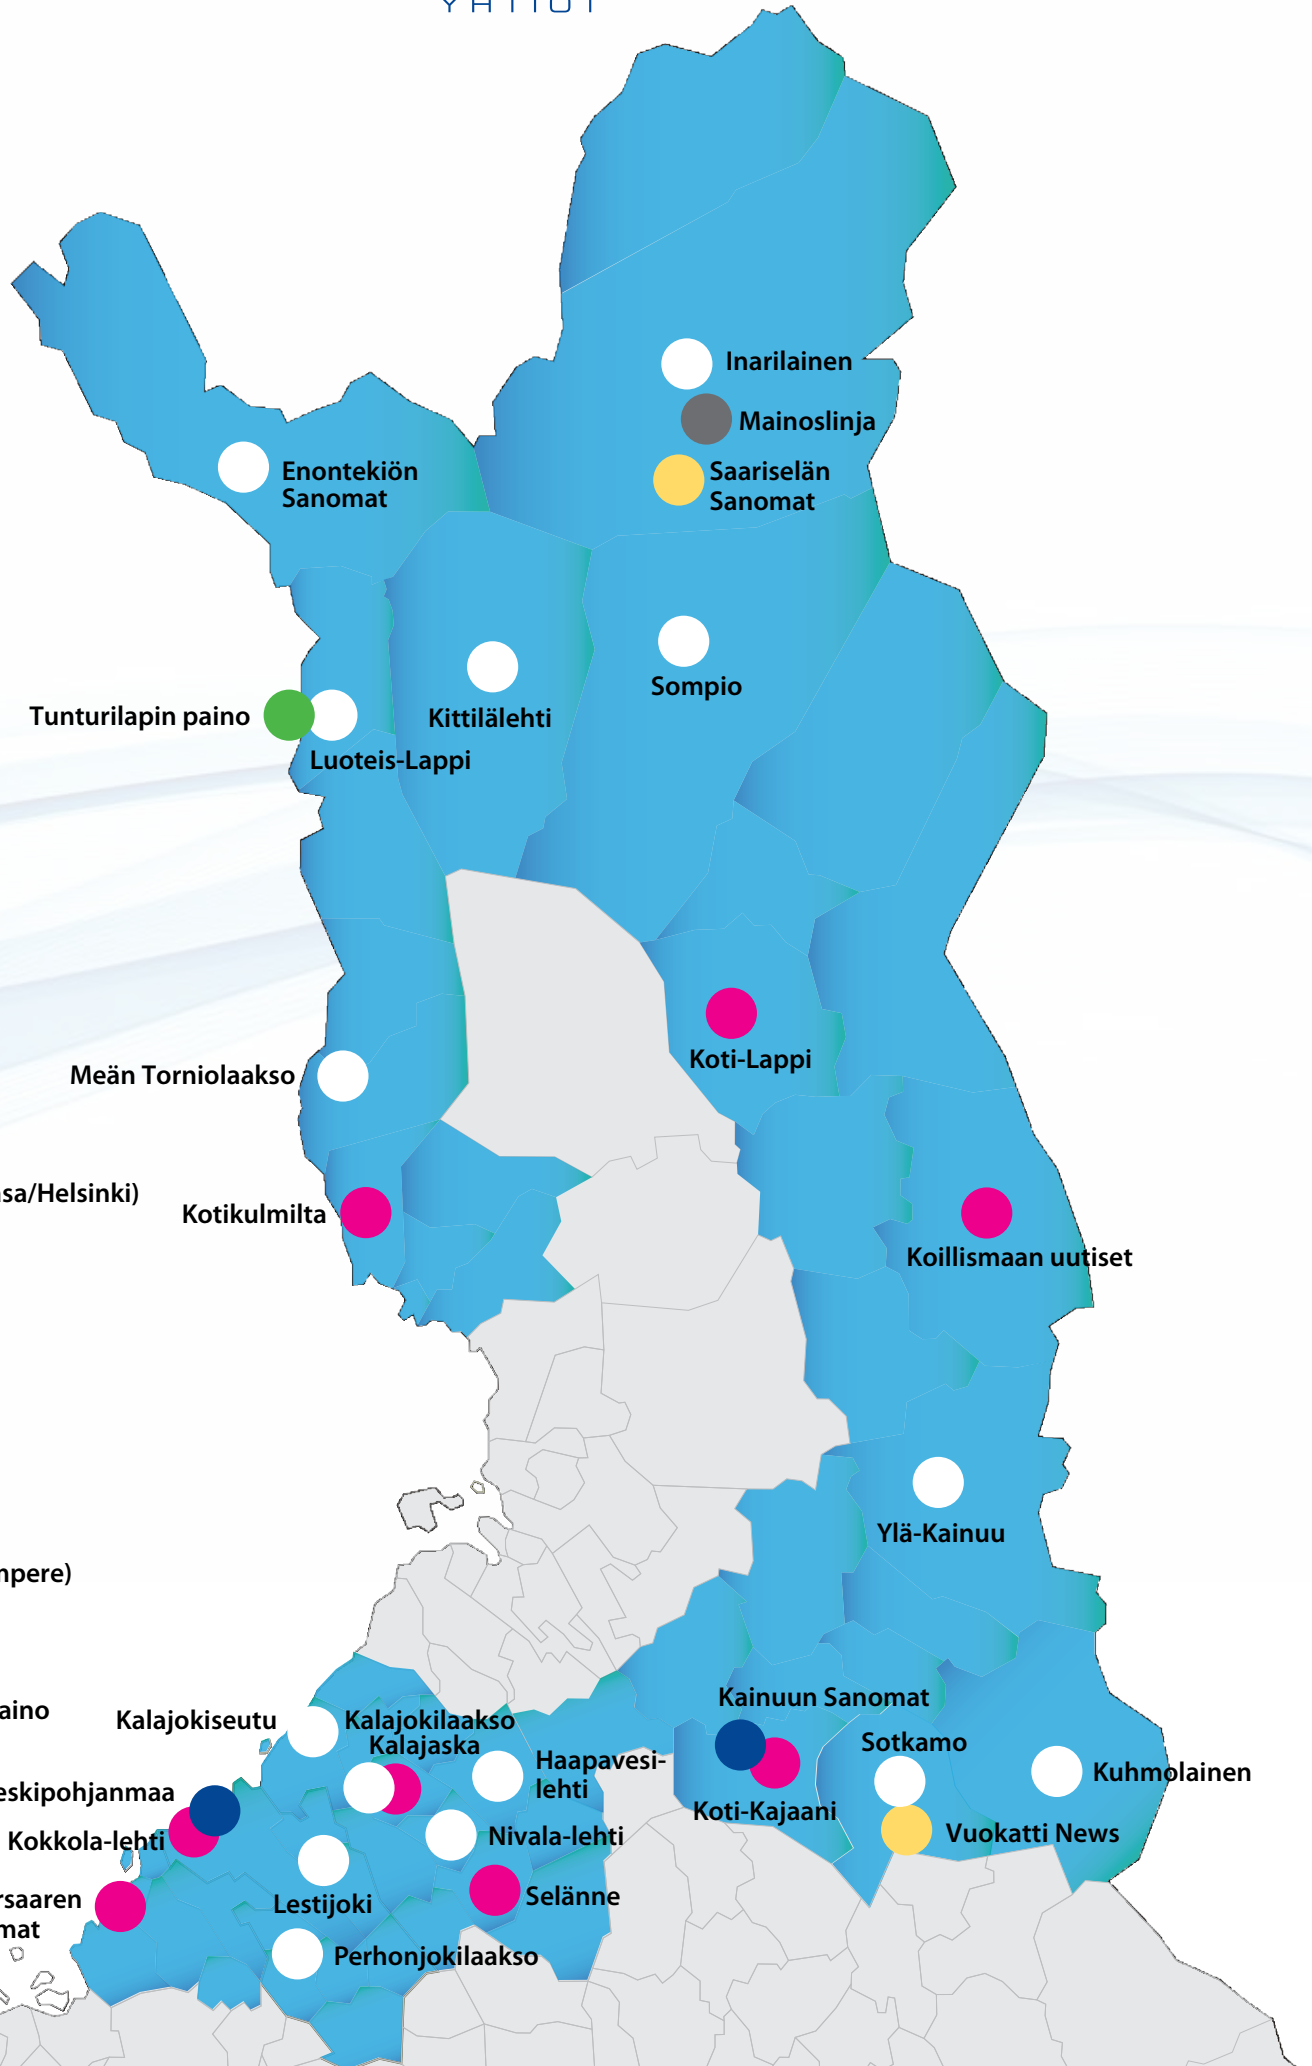 YHTIÖT
Inarilainen
Mainoslinja
Enontekiön
Sanomat
Saariselän
Sanomat
Sompio
Tunturilapin paino
Kittilälehti
Luoteis-Lappi
Koti-Lappi
Meän Torniolaakso
sa/Helsinki)
Kotikulmilta
Koillismaan uutiset
Ylä-Kainuu
npere)
Kainuun Sanomat
aino
Kalajokiseutu
Kalajokilaakso
Kalajaska
Sotkamo
Haapavesi-
lehti
Kuhmolainen
eskipohjanmaa
Koti-Kajaani
Kokkola-lehti
Nivala-lehti
Vuokatti News
rsaaren
mat
Lestijoki
Selänne
Perhonjokilaakso